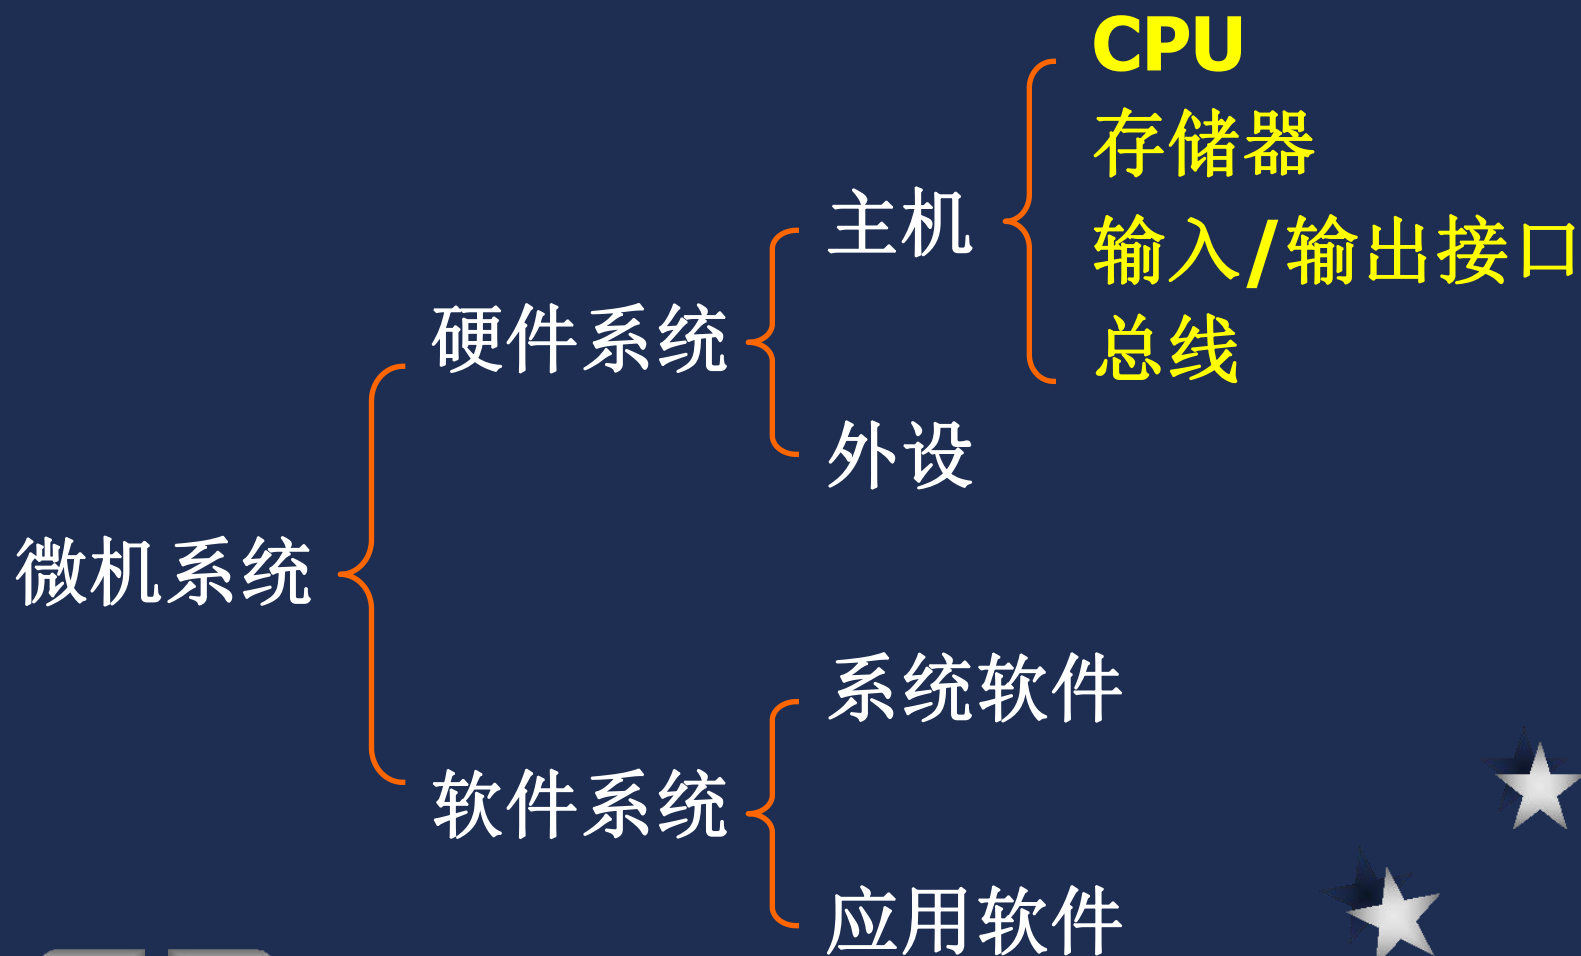 CPU
存储器
主机
输入/输出接口
硬件系统
总线
外设
微机系统
系统软件
软件系统
应用软件